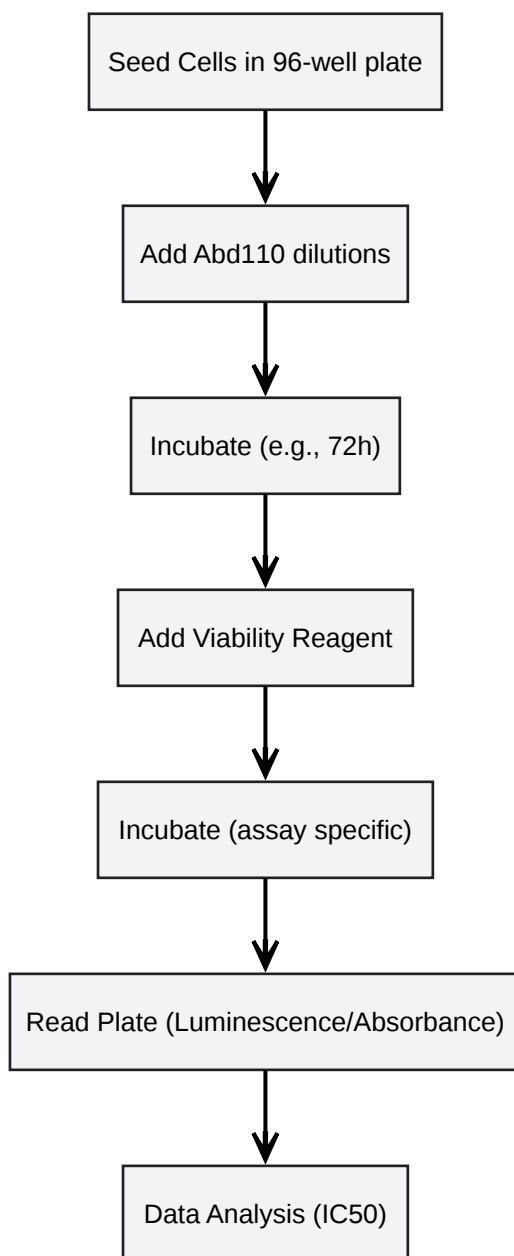 Seed Cells in 96-well plate
Add Abd110 dilutions
Incubate (e.g., 72h)
Add Viability Reagent
Incubate (assay specific)
Read Plate (Luminescence/Absorbance)
Data Analysis (IC50)